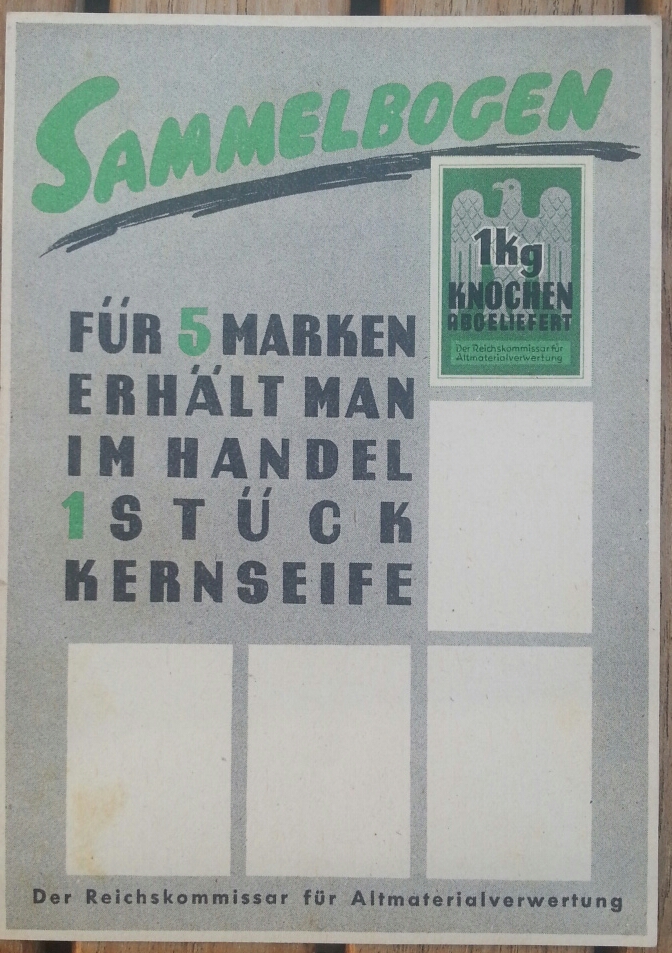 SAMMELBOGEN
1kg
KNOCHEN
ABGELIEFERT
Der Reichskommissar für
Altmaterialverwertung
FÜR 5 MARKEN
ERHÄLT MAN
IM HANDEL
1 STÜCK
KERNSEIFE
Der Reichskommissar für Altmaterialverwertung